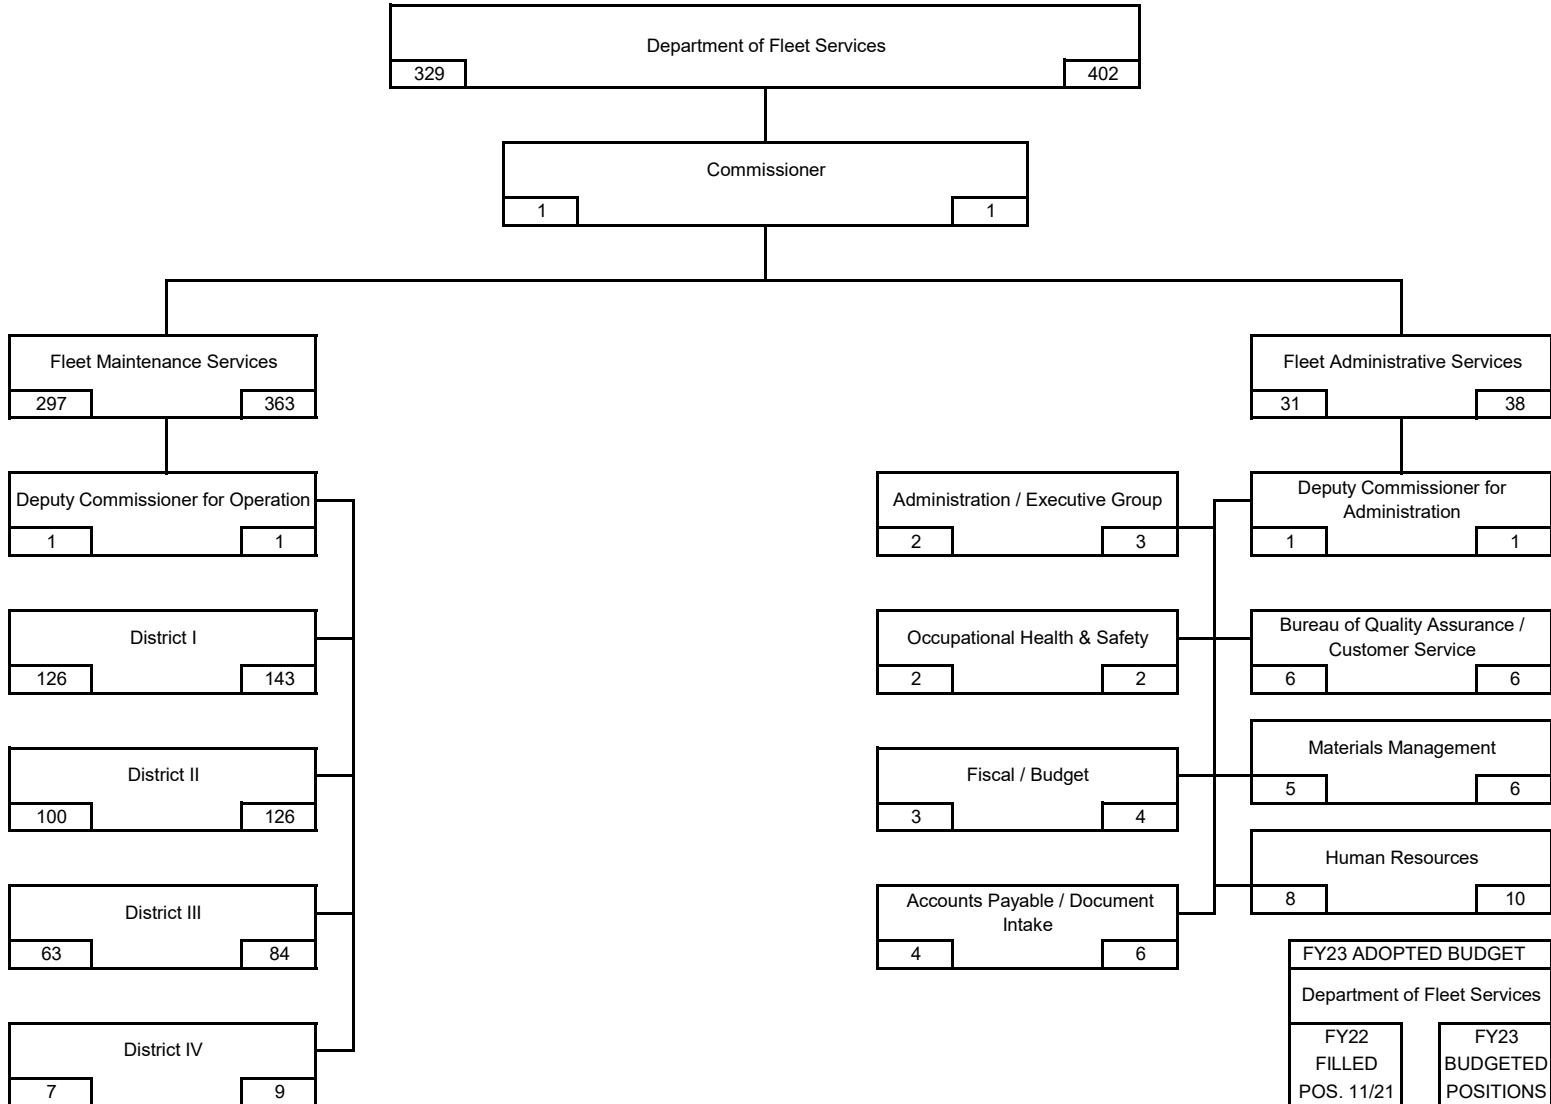 Department of Fleet Services
329 402
Commissioner
1 1
Fleet Maintenance Services
297 363
Fleet Administrative Services
31 38
Deputy Commissioner for Operation
1 1
Administration / Executive Group
2 3
Deputy Commissioner for
Administration
1 1
District I
126 143
Occupational Health & Safety
2 2
Bureau of Quality Assurance /
Customer Service
6 6
District II
100 126
Fiscal / Budget
3 4
Materials Management
5 6
Human Resources
8 10
District III
63 84
Accounts Payable / Document
Intake
4 6
District IV
7 9
FY23 ADOPTED BUDGET
Department of Fleet Services
FY22
FILLED
POS. 11/21
FY23
BUDGETED
POSITIONS